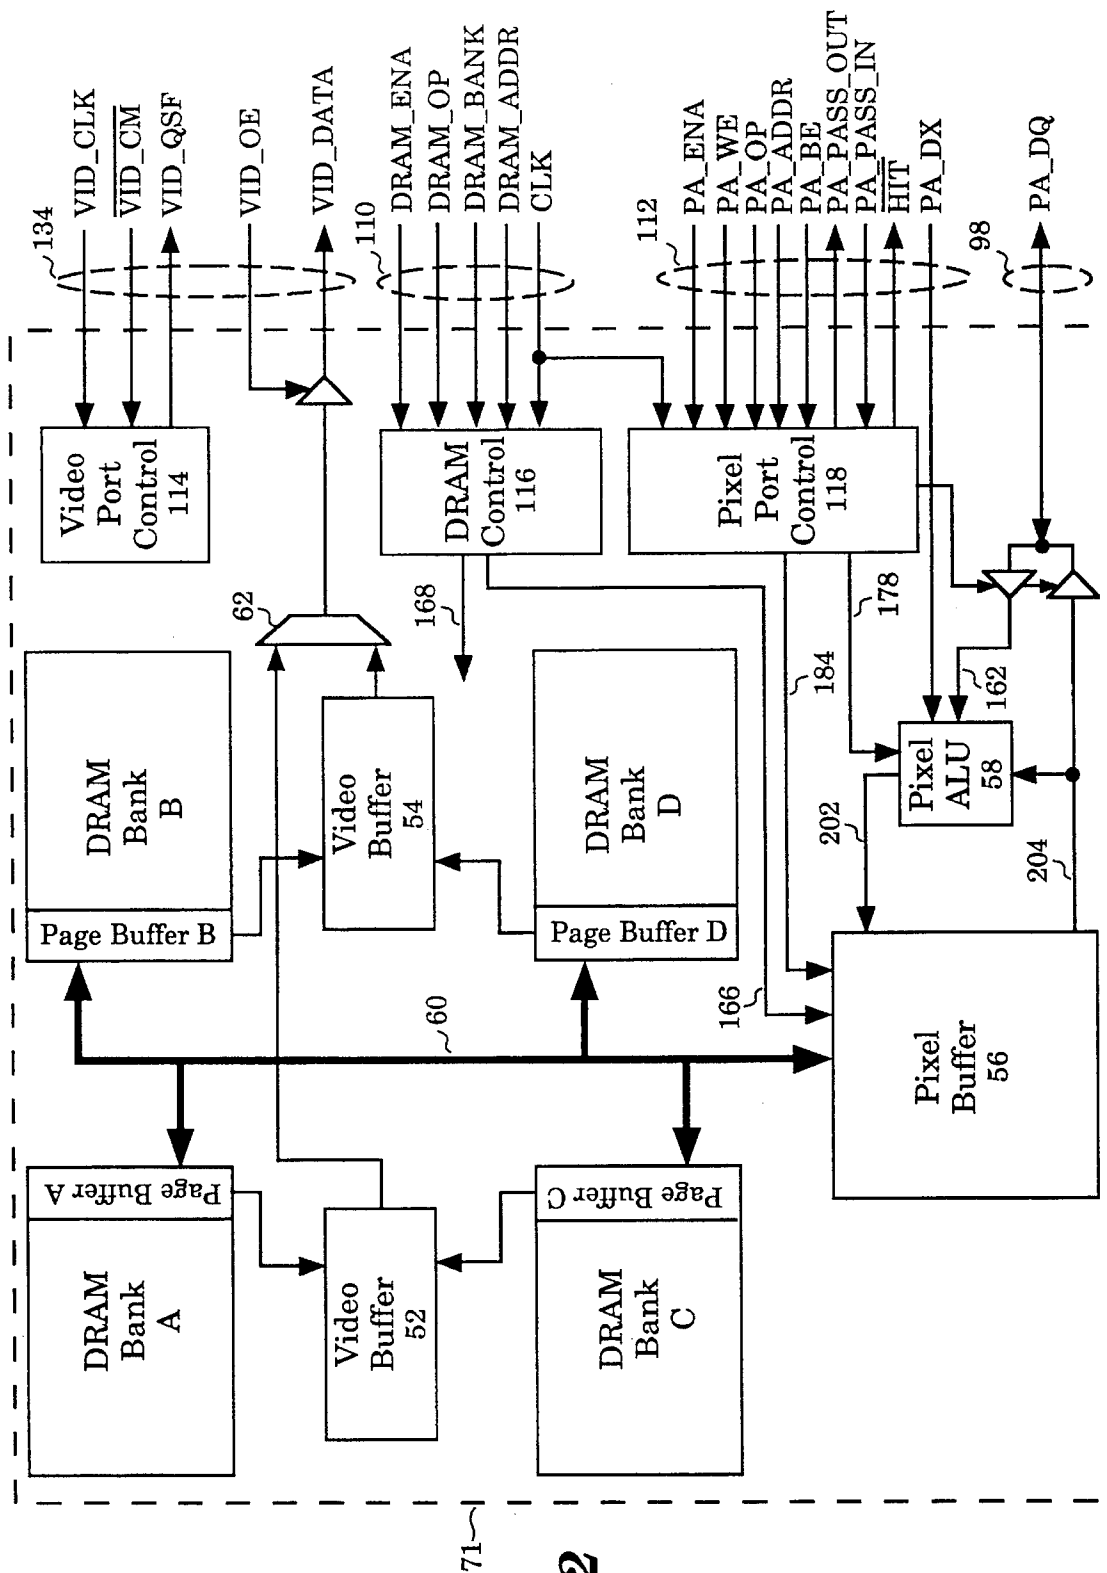 134
VID_CLK
VID_CM
VID_QSF
VID_OE
VID_DATA
110
DRAM_ENA
DRAM_OP
DRAM_BANK
DRAM_ADDR
CLK
112
PA_ENA
PA_WE
PA_OP
PA_ADDR
PA_BE
PA_PASS_OUT
PA_PASS_IN
HIT
PA_DX
98
PA_DQ
Video
Port
Control
114
DRAM
Control
116
Pixel
Port
Control
118
62
168
184
178
162
DRAM
Bank
B
Page Buffer B
Video
Buffer
54
DRAM
Bank
D
Page Buffer D
Pixel
ALU
58
202
204
60
166
Pixel
Buffer
56
DRAM
Bank
A
Page Buffer A
Video
Buffer
52
DRAM
Bank
C
Page Buffer C
71
2